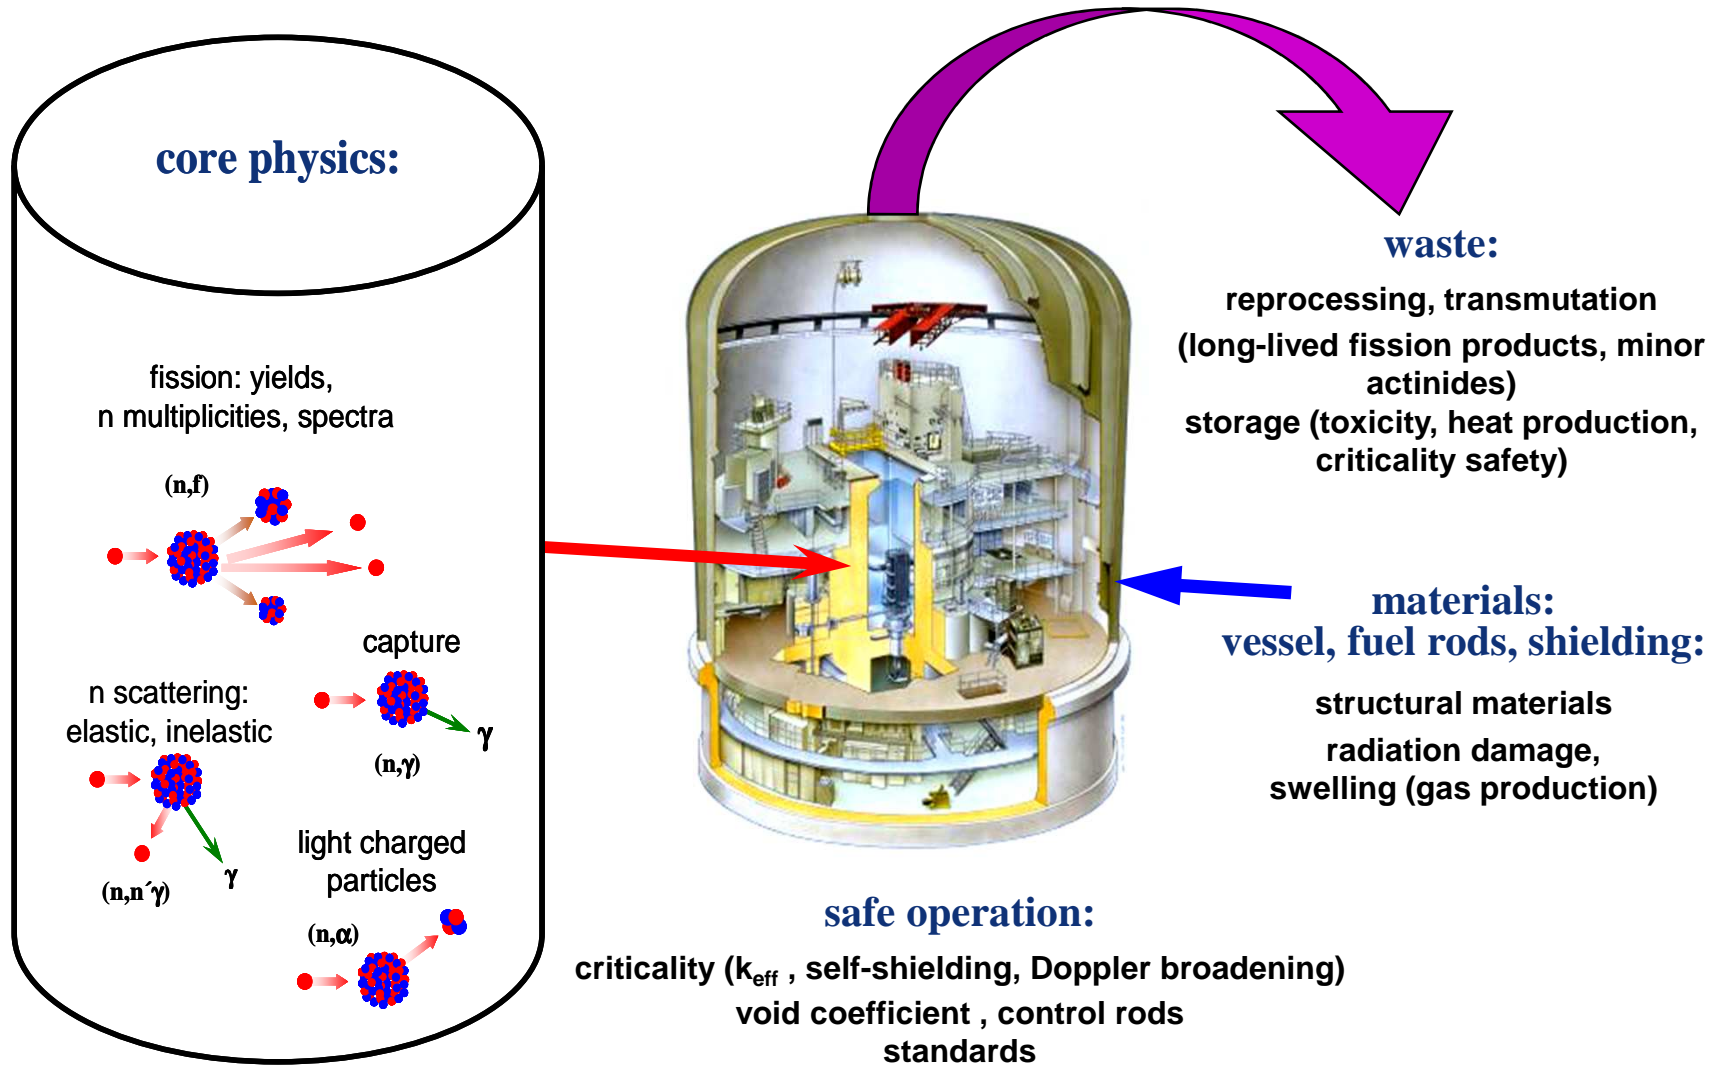 core physics:
fission: yields,
n multiplicities, spectra
(n,f)
capture
γ
(n,γ)
n scattering:
elastic, inelastic
γ
(n,n´γ)
light charged
particles
(n,α)
waste:
reprocessing, transmutation
(long-lived fission products, minor
actinides)
storage (toxicity, heat production,
criticality safety)
materials:
vessel, fuel rods, shielding:
structural materials
radiation damage,
swelling (gas production)
safe operation:
criticality (keff , self-shielding, Doppler broadening)
void coefficient , control rods
standards